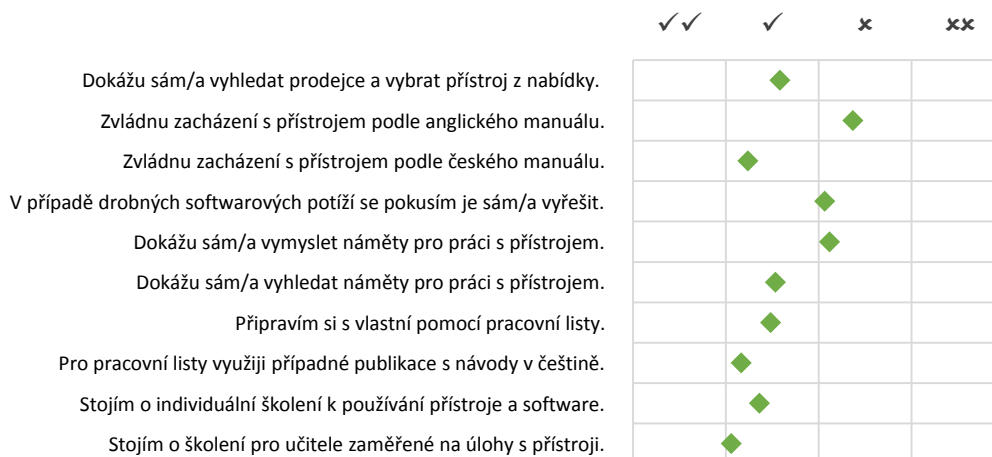 ✓✓ ✓ ✘ ✘✘
Dokážu sám/a vyhledat prodejce a vybrat přístroj z nabídky.
Zvládnu zacházení s přístrojem podle anglického manuálu.
Zvládnu zacházení s přístrojem podle českého manuálu.
V případě drobných softwarových potíží se pokusím je sám/a vyřešit.
Dokážu sám/a vymyslet náměty pro práci s přístrojem.
Dokážu sám/a vyhledat náměty pro práci s přístrojem.
Připravím si s vlastní pomocí pracovní listy.
Pro pracovní listy využiji případné publikace s návody v češtině.
Stojím o individuální školení k používání přístroje a software.
Stojím o školení pro učitele zaměřené na úlohy s přístroji.